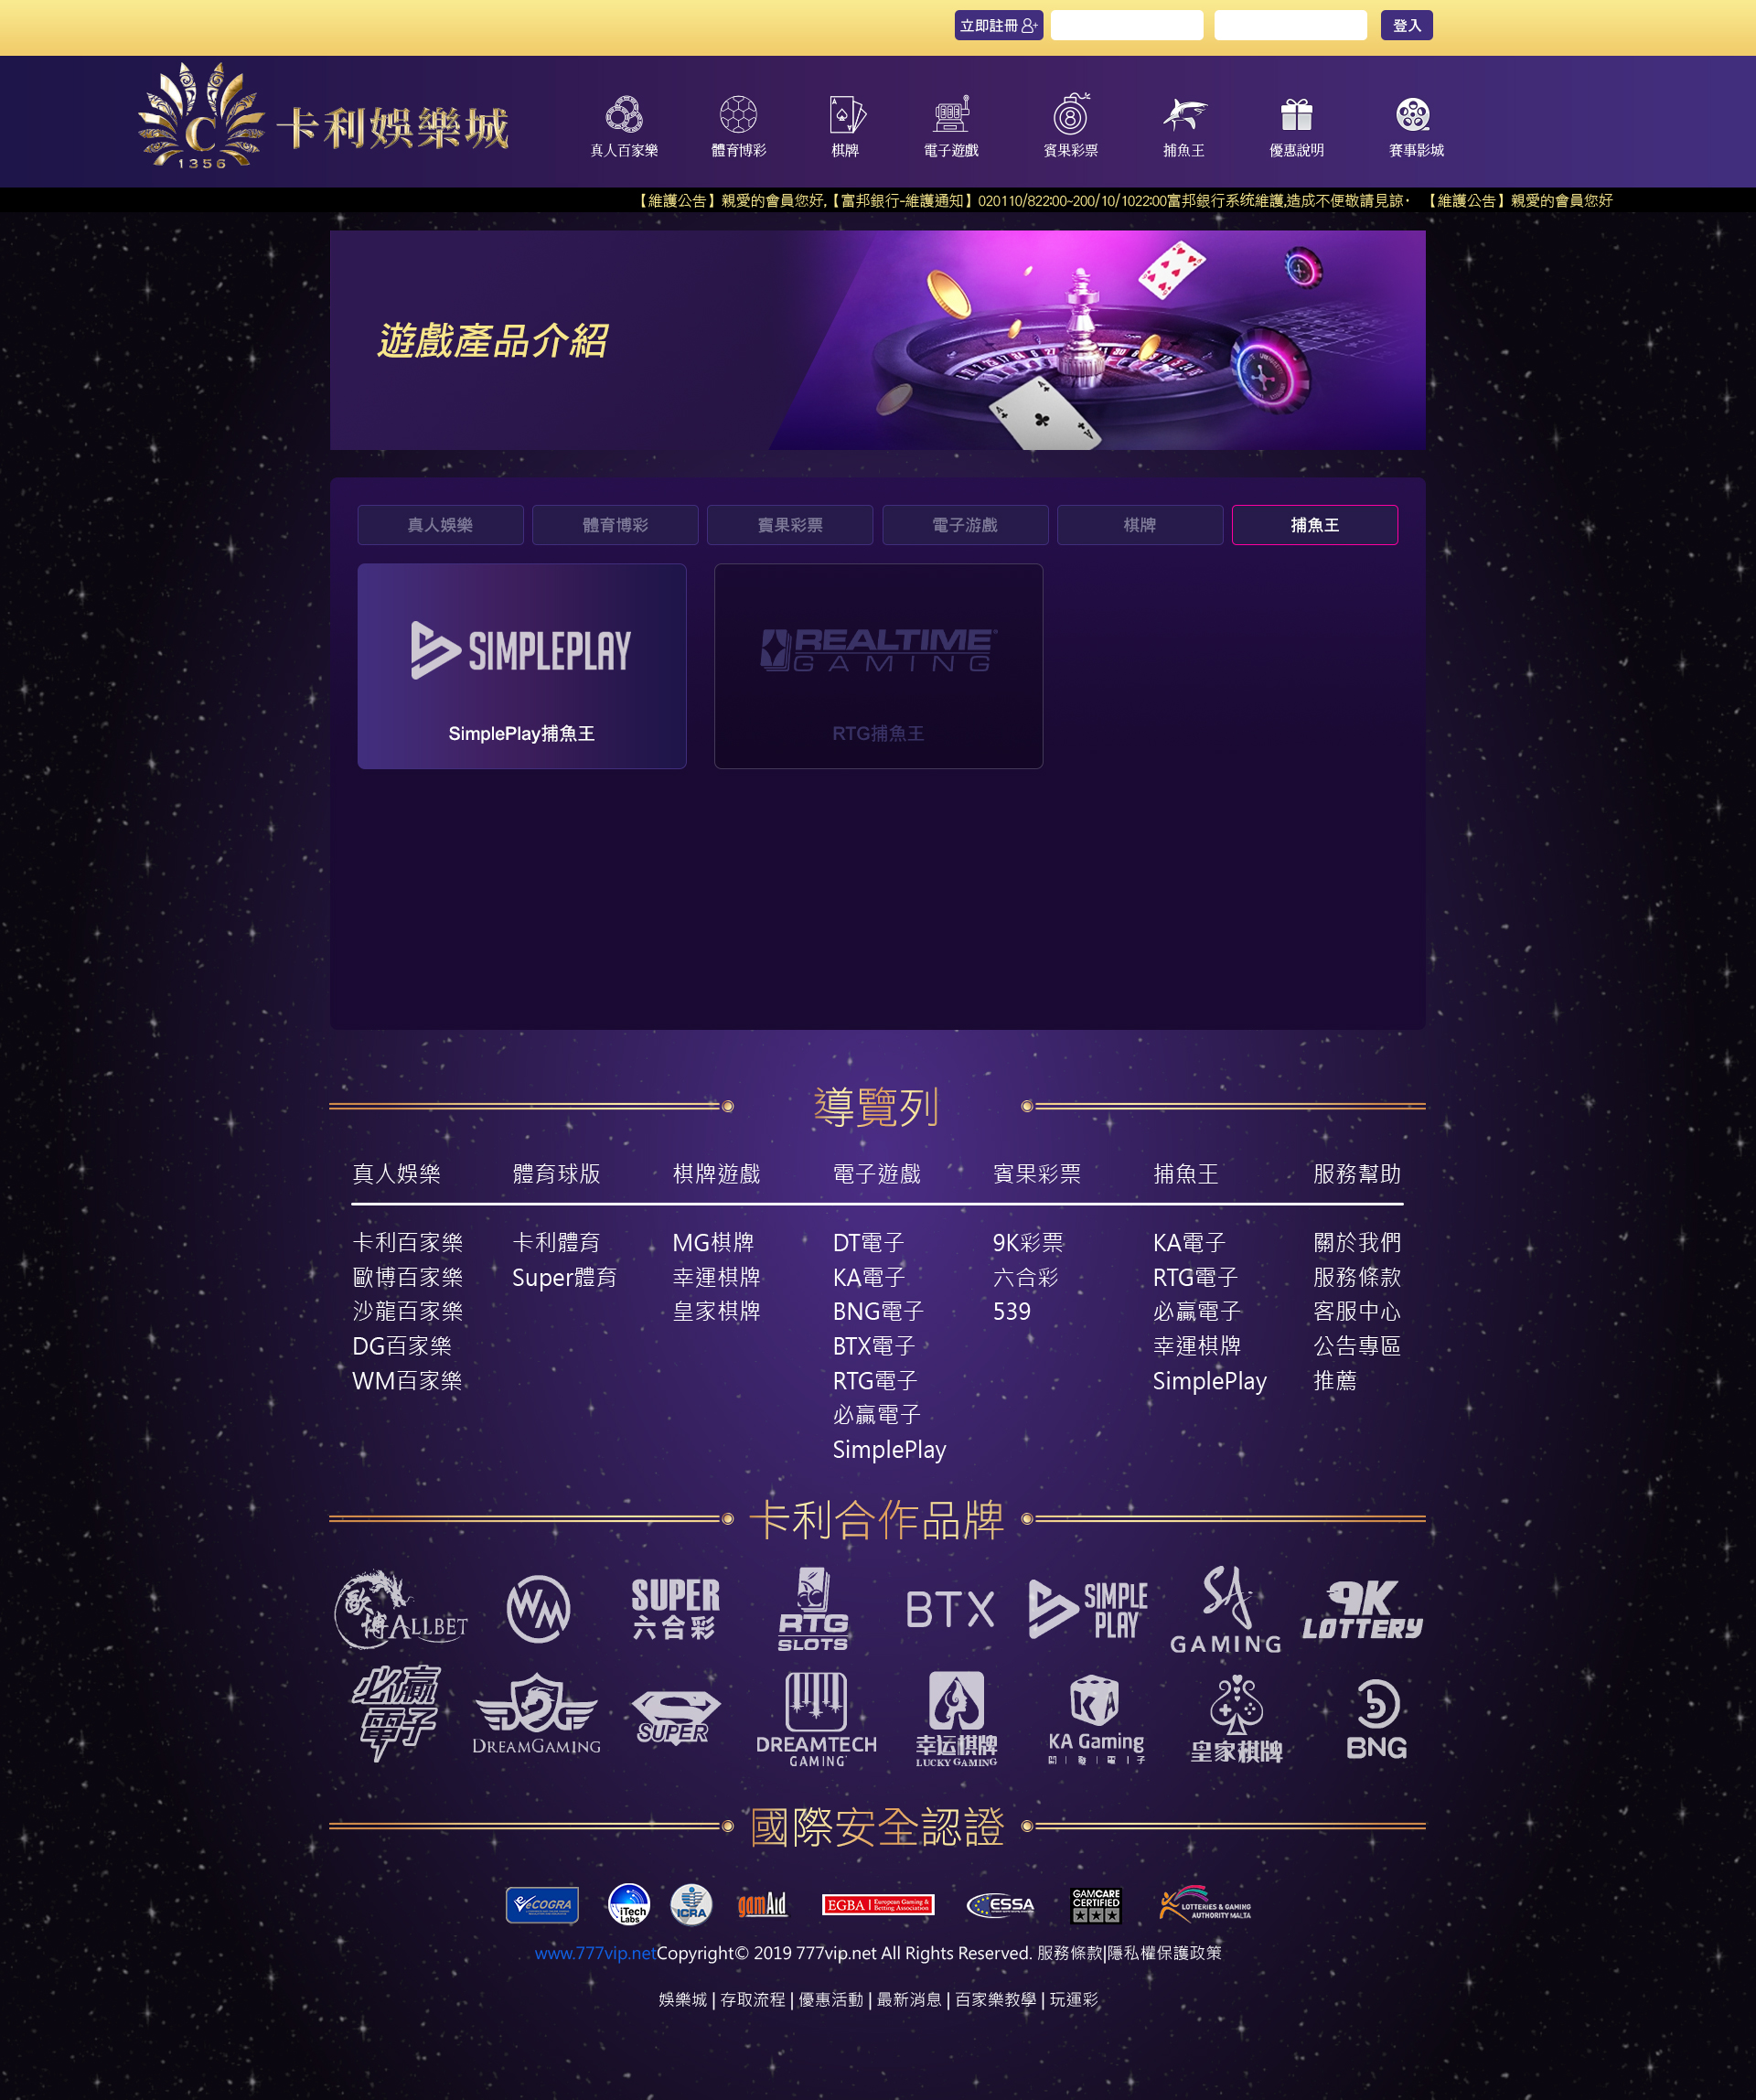 立即註冊
登入
C
1356
卡利娛樂城
真人百家樂 體育博彩 棋牌 電子遊戲 賓果彩票 捕魚王 優惠說明 賽事影城
【維護公告】親愛的會員您好,【富邦銀行-維護通知】020110/822:00~200/10/1022:00富邦銀行系統維護,造成不便敬請見諒· 【維護公告】親愛的會員您好
遊戲產品介紹
真人娛樂 體育博彩 賓果彩票 電子游戲 棋牌 捕魚王
SIMPLEPLAY
REALTIME
GAMING
SimplePlay捕魚王 RTG捕魚王
導覽列
真人娛樂 體育球版 棋牌遊戲 電子遊戲 賓果彩票 捕魚王 服務幫助
卡利百家樂 卡利體育 MG棋牌 DT電子 9K彩票 KA電子 關於我們
歐博百家樂 Super體育 幸運棋牌 KA電子 六合彩 RTG電子 服務條款
沙龍百家樂 皇家棋牌 BNG電子 539 必贏電子 客服中心
DG百家樂 BTX電子 幸運棋牌 公告專區
WM百家樂 RTG電子 SimplePlay 推薦
必贏電子
SimplePlay
卡利合作品牌
歐博 ALLBET WM SUPER 六合彩 RTG SLOTS BTX SIMPLE PLAY SA GAMING 9K LOTTERY
必贏電子 DREAMGAMING SUPER DREAMTECH GAMING 幸运棋牌 LUCKY GAMING KA Gaming 皇家棋牌 BNG
國際安全認證
eCOGRA iTech Labs ICRA gamAid EGBA European Gaming & Betting Association ESSA GAMCARE CERTIFIED LOTTERIES & GAMING AUTHORITY MALTA
www.777vip.netCopyright© 2019 777vip.net All Rights Reserved. 服務條款|隱私權保護政策
娛樂城 | 存取流程 | 優惠活動 | 最新消息 | 百家樂教學 | 玩運彩